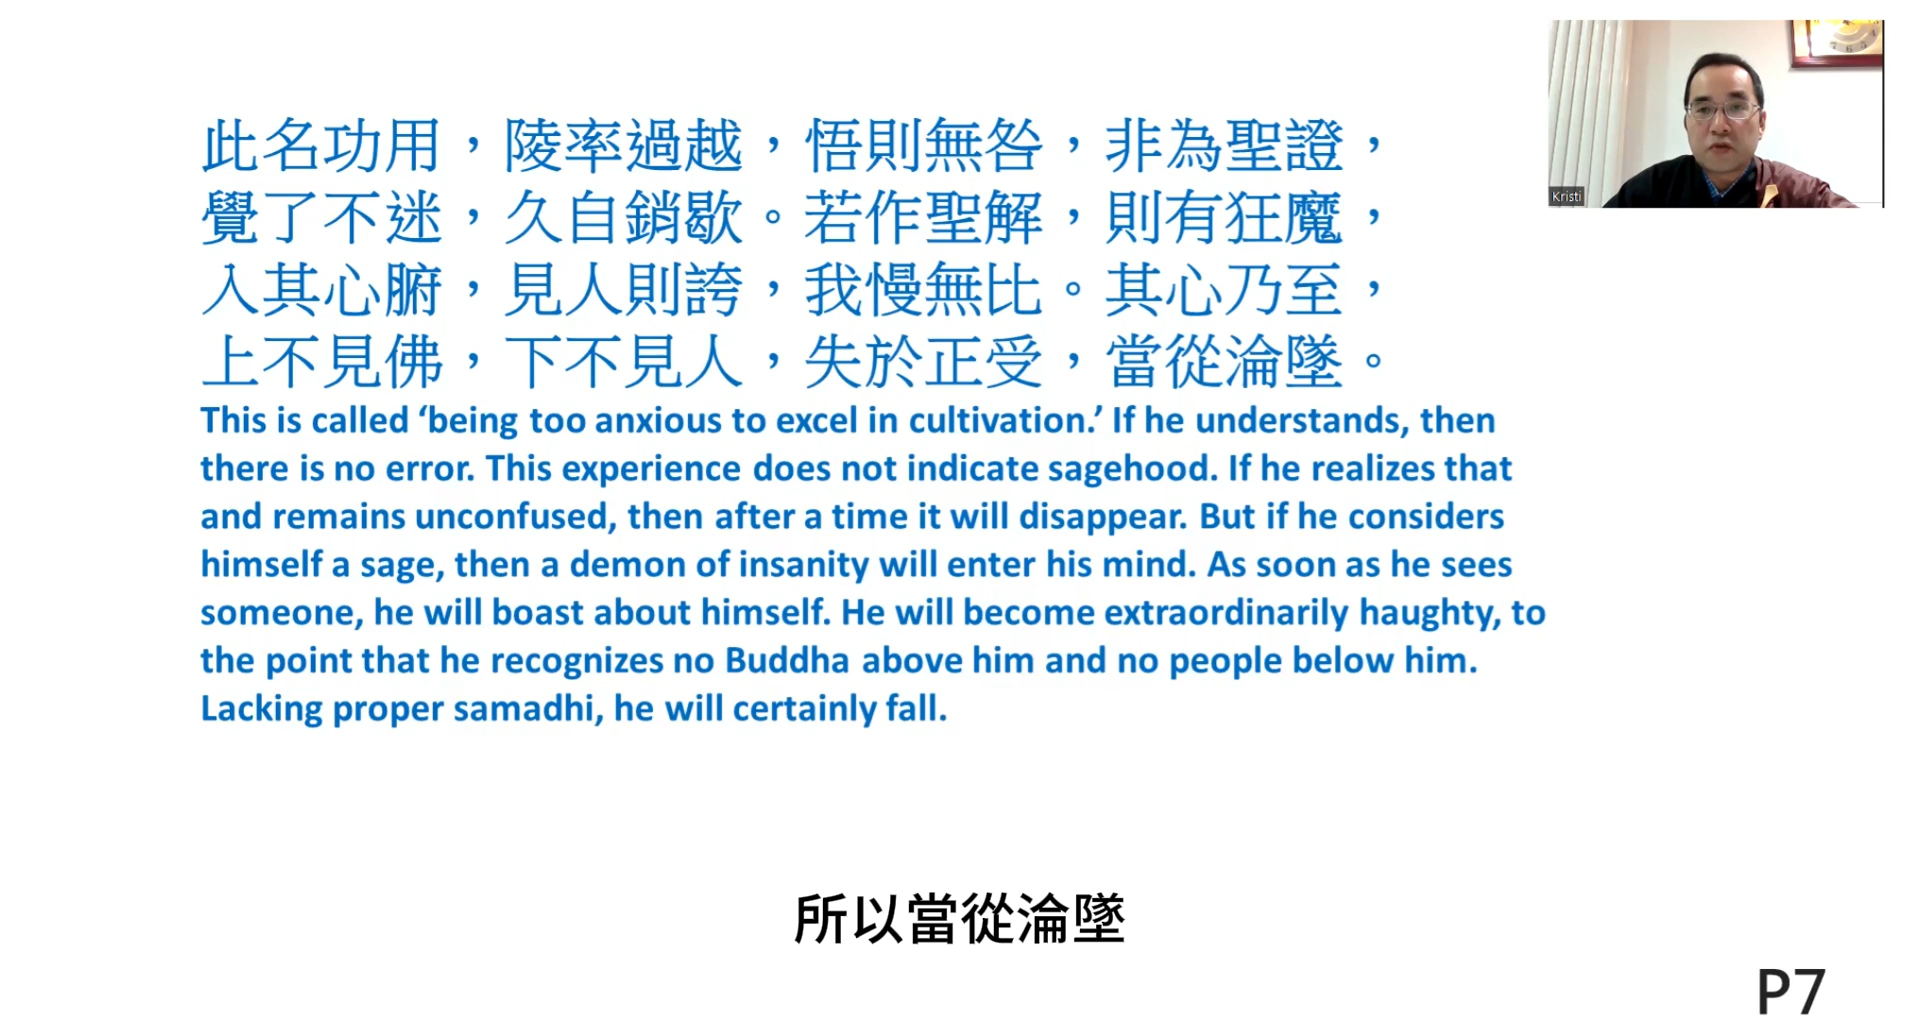 此名功用，陵率過越，悟則無咎，非為聖證，
覺了不迷，久自銷歇。若作聖解，則有狂魔，
入其心腑，見人則誇，我慢無比。其心乃至，
上不見佛，下不見人，失於正受，當從淪墜。
This is called ‘being too anxious to excel in cultivation.’ If he understands, then
there is no error. This experience does not indicate sagehood. If he realizes that
and remains unconfused, then after a time it will disappear. But if he considers
himself a sage, then a demon of insanity will enter his mind. As soon as he sees
someone, he will boast about himself. He will become extraordinarily haughty, to
the point that he recognizes no Buddha above him and no people below him.
Lacking proper samadhi, he will certainly fall.
Kristi
所以當從淪墜
P7